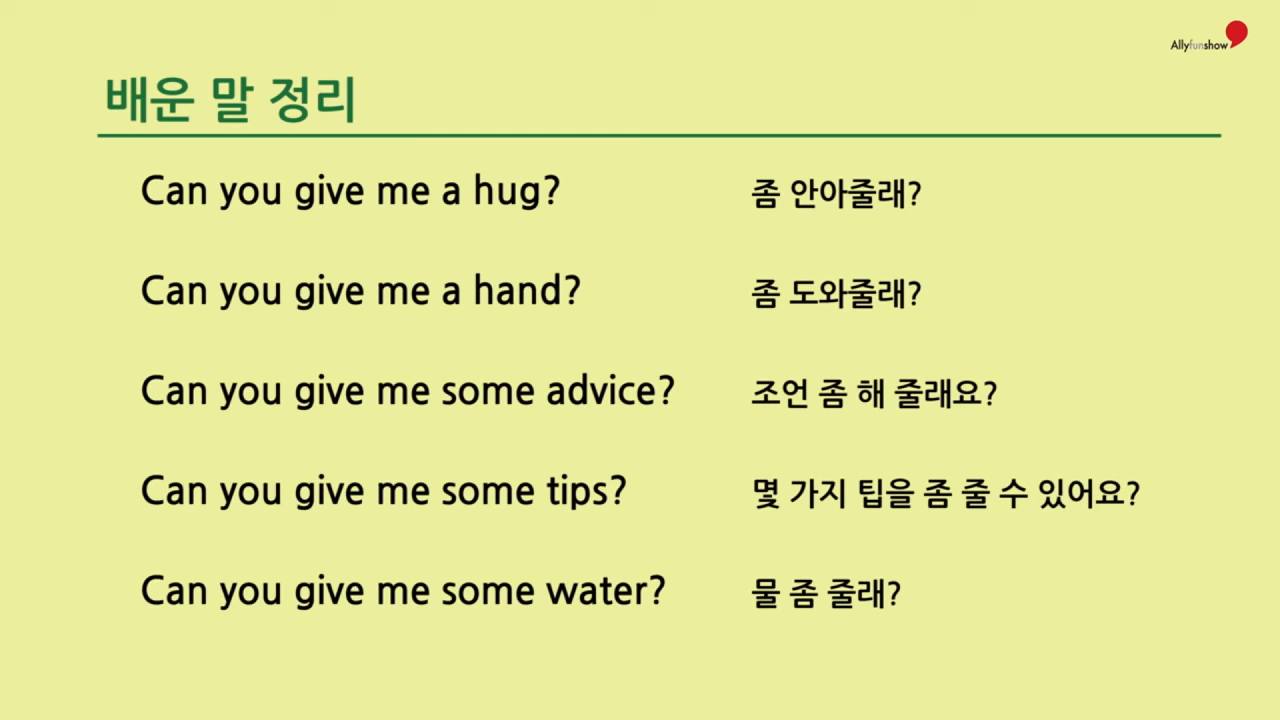 Allyfunshow
배운 말 정리
Can you give me a hug? 좀 안아줄래?
Can you give me a hand? 좀 도와줄래?
Can you give me some advice? 조언 좀 해 줄래요?
Can you give me some tips? 몇 가지 팁을 좀 줄 수 있어요?
Can you give me some water? 물 좀 줄래?